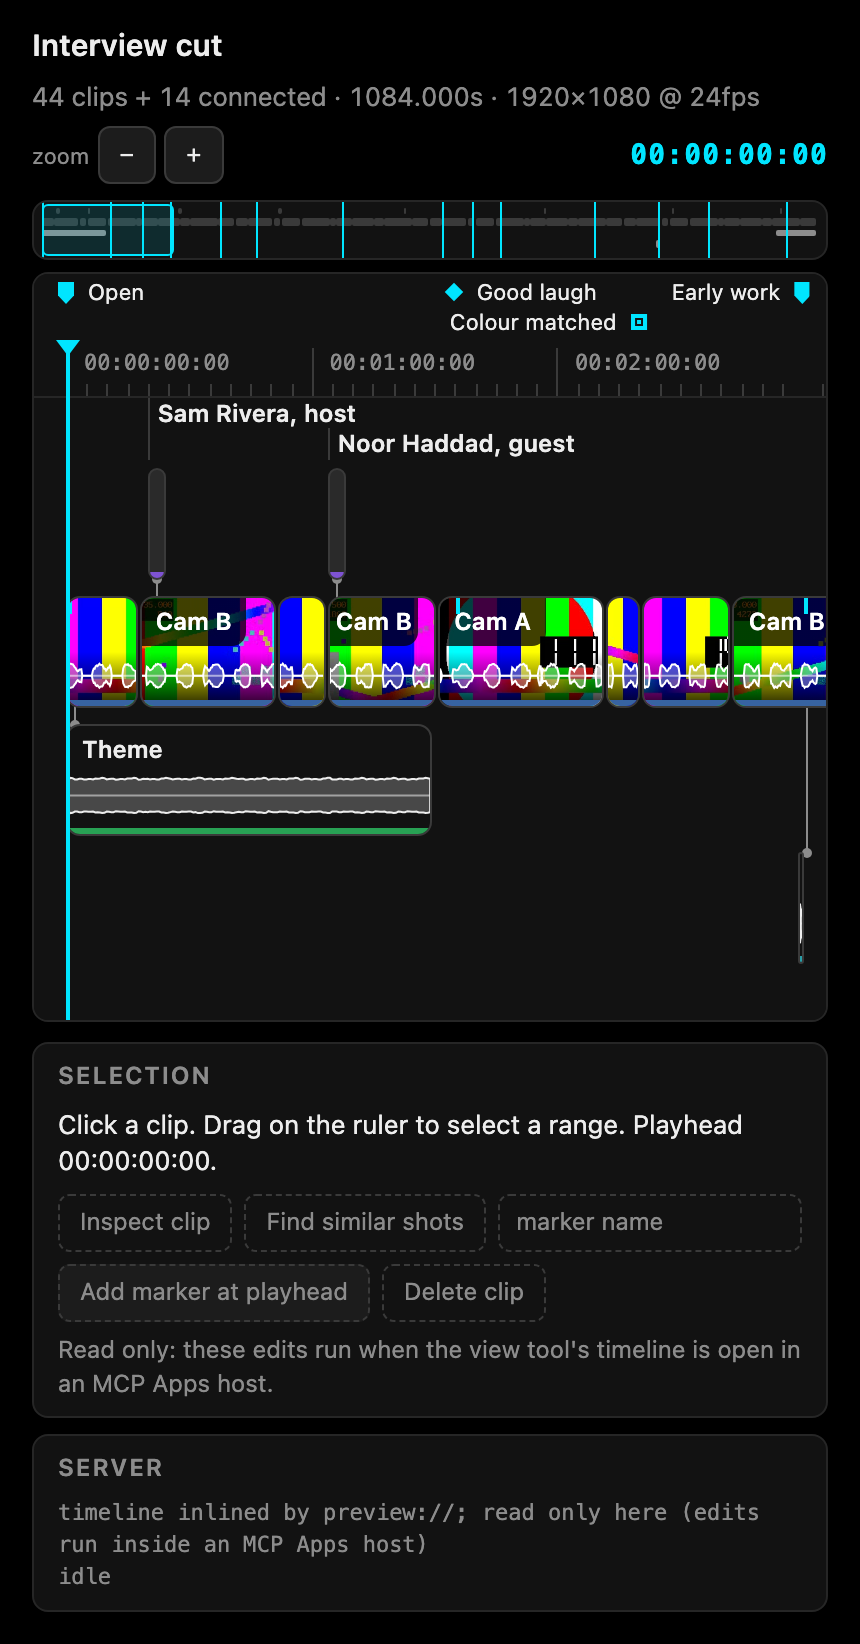 Interview cut
44 clips + 14 connected · 1084.000s · 1920×1080 @ 24fps
zoom − + 00:00:00:00
Open Good laugh Early work
Colour matched
00:00:00:00 00:01:00:00 00:02:00:00
Sam Rivera, host
Noor Haddad, guest
Cam B Cam B Cam A Cam B
Theme
SELECTION
Click a clip. Drag on the ruler to select a range. Playhead
00:00:00:00.
Inspect clip Find similar shots marker name
Add marker at playhead Delete clip
Read only: these edits run when the view tool's timeline is open in
an MCP Apps host.
SERVER
timeline inlined by preview://; read only here (edits
run inside an MCP Apps host)
idle